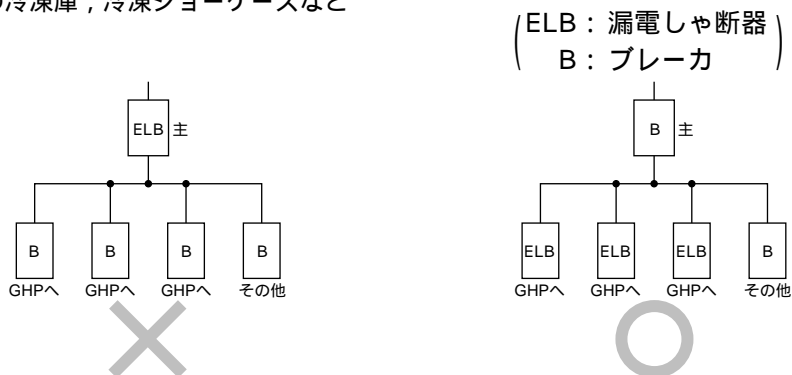 冷凍庫，冷凍ショーケースなど
ELB：漏電しゃ断器
B：ブレーカ
ELB 主
B B B B
GHPへ GHPへ GHPへ その他
B 主
ELB ELB ELB B
GHPへ GHPへ GHPへ その他